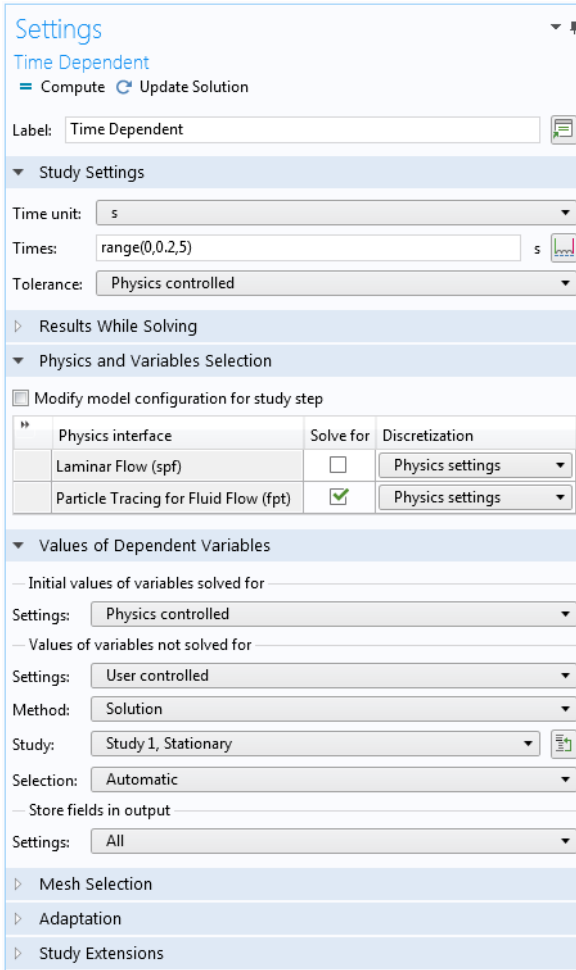 Settings
Time Dependent
= Compute Update Solution
Label: Time Dependent
Study Settings
Time unit: s
Times: range(0,0.2,5) s
Tolerance: Physics controlled
Results While Solving
Physics and Variables Selection
Modify model configuration for study step
Physics interface Solve for Discretization
Laminar Flow (spf) Physics settings
Particle Tracing for Fluid Flow (fpt) Physics settings
Values of Dependent Variables
Initial values of variables solved for
Settings: Physics controlled
Values of variables not solved for
Settings: User controlled
Method: Solution
Study: Study 1, Stationary
Selection: Automatic
Store fields in output
Settings: All
Mesh Selection
Adaptation
Study Extensions